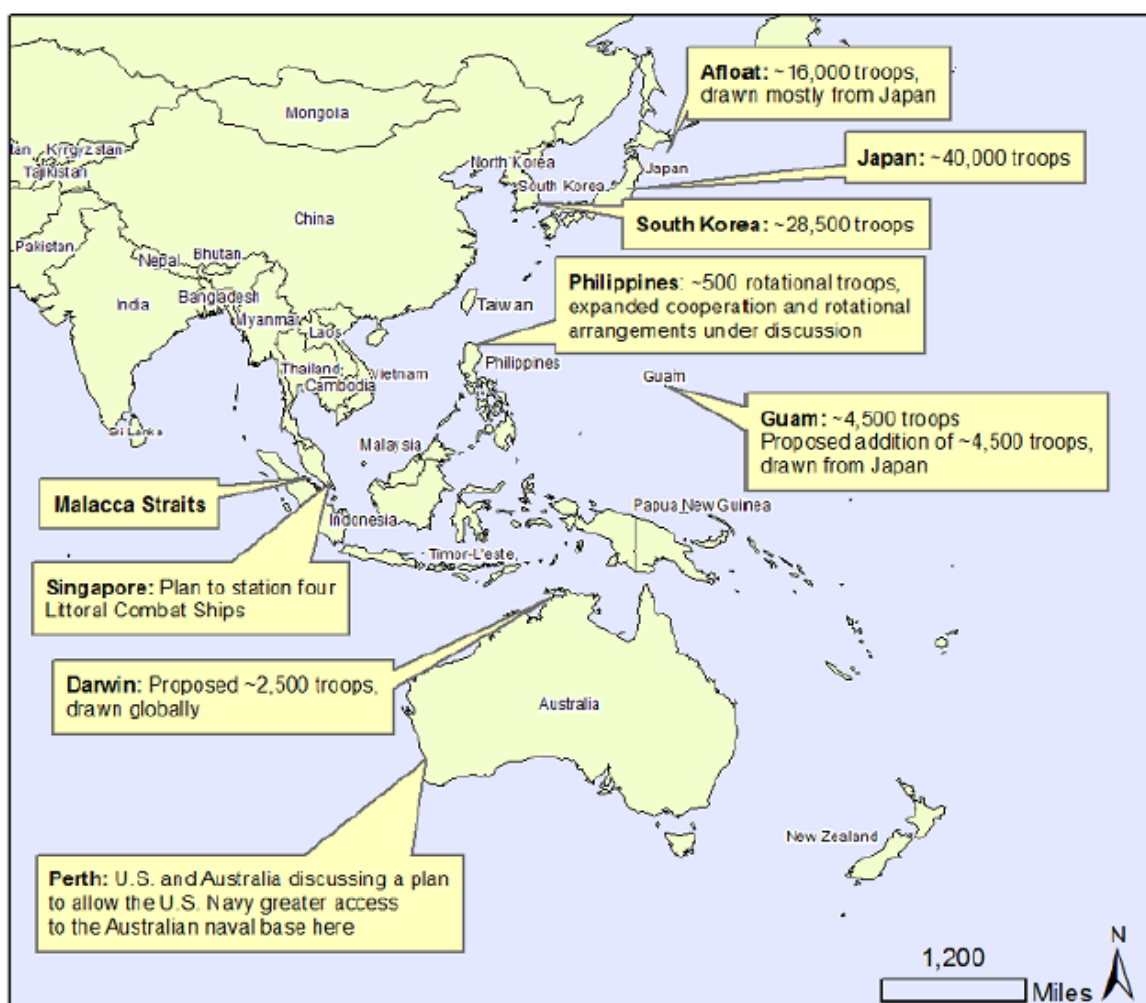 Afloat: ~16,000 troops,
drawn mostly from Japan
Mongolia
Kyrgyzstan
tan
Tajikistan
North Korea
Japan
Japan: ~40,000 troops
South Korea
China
South Korea: ~28,500 troops
Pakistan
Nepal
Bhutan
Philippines: ~500 rotational troops,
expanded cooperation and rotational
arrangements under discussion
India
Bangladesh
Taiwan
Myanmar
Laos
Thailand
Vietnam
Cambodia
Philippines
Guam
Sri Lanka
Guam: ~4,500 troops
Proposed addition of ~4,500 troops,
drawn from Japan
Malaysia
Malacca Straits
Papua New Guinea
Indonesia
Timor-L'este
Singapore: Plan to station four
Littoral Combat Ships
Darwin: Proposed ~2,500 troops,
drawn globally
Australia
New Zealand
Perth: U.S. and Australia discussing a plan
to allow the U.S. Navy greater access
to the Australian naval base here
N
1,200
Miles